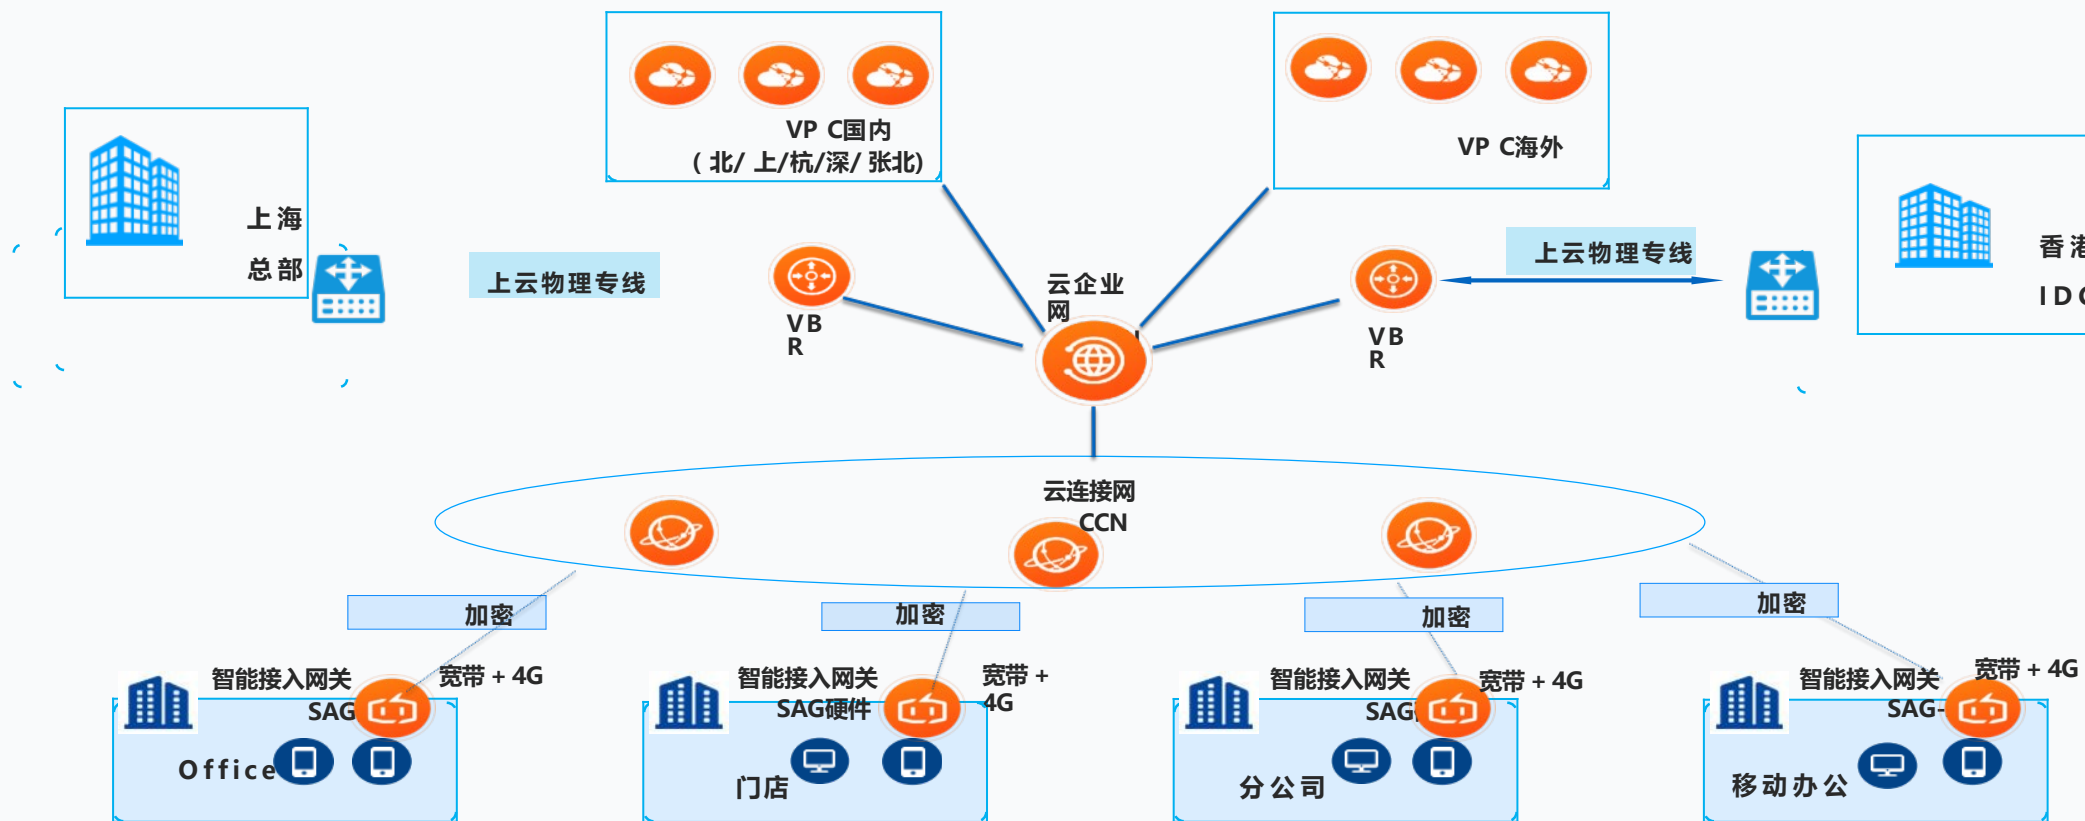 VP C国内
( 北/ 上/杭/深/ 张北)
VP C海外
上海
总部
上云物理专线
VB
R
云企业
网
VB
R
上云物理专线
香港
云连接网
CCN
加密
加密
加密
加密
智能接入网关
SAG
宽带 + 4G
Office
智能接入网关
SAG硬件
宽带 +
4G
门店
智能接入网关
SAG
宽带 + 4G
分公司
智能接入网关
SAG-
宽带 + 4G
移动办公